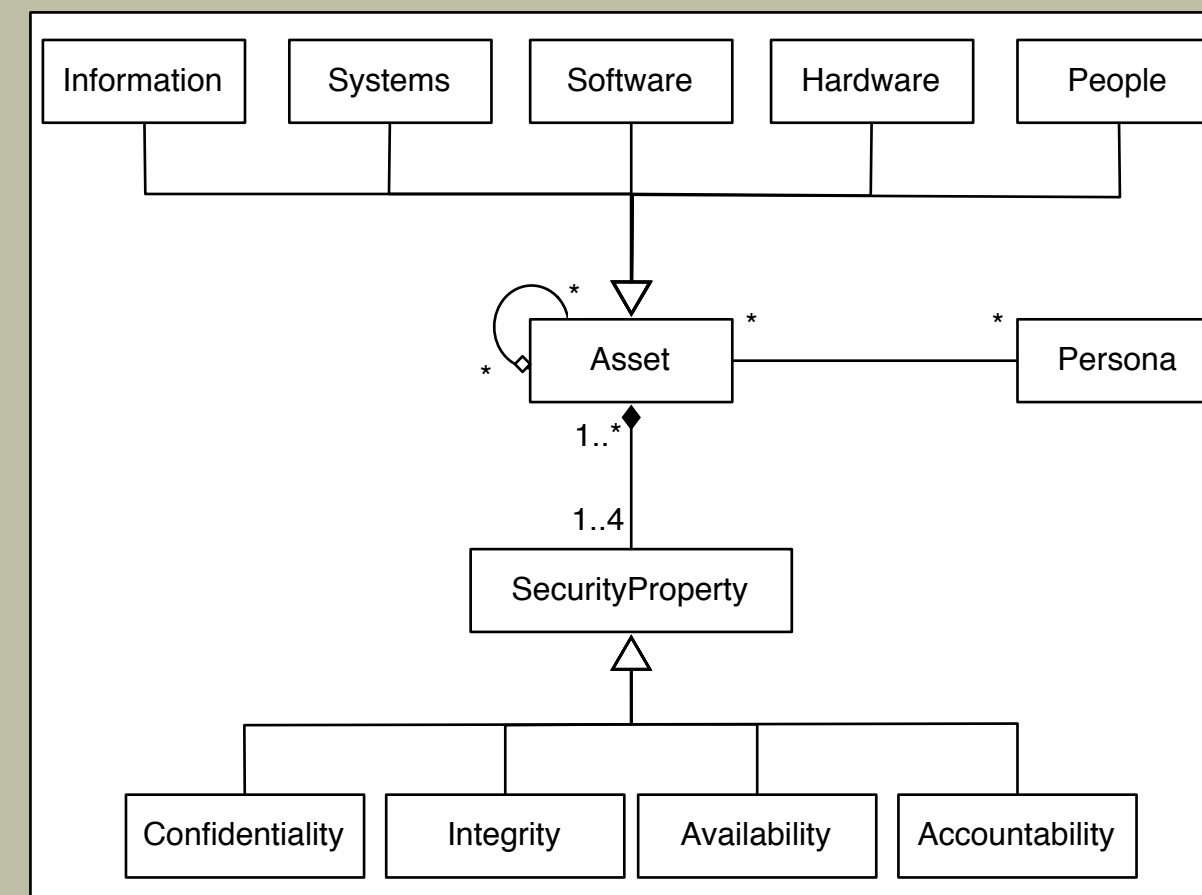 Information
Systems
Software
Hardware
People
*
*
Asset
*
*
Persona
1..*
1..4
SecurityProperty
Confidentiality
Integrity
Availability
Accountability